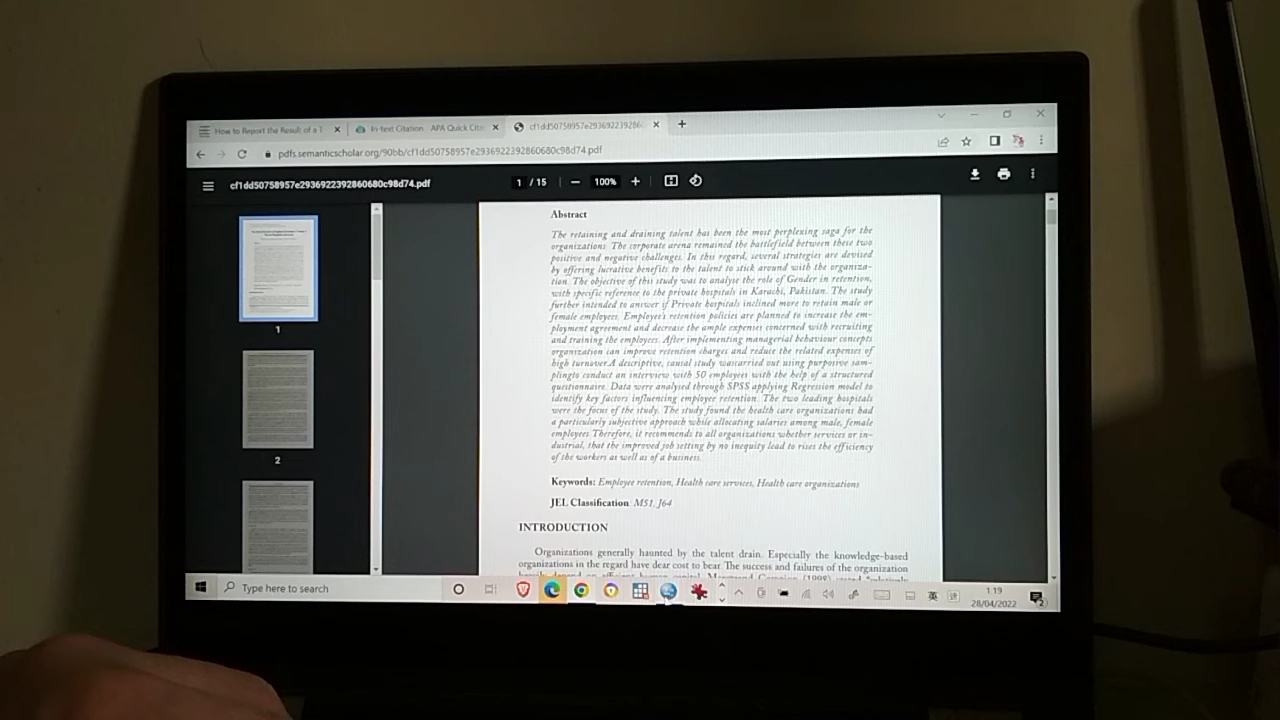 How to Report the Result of a T
In-text Citation APA Quick Cita
cf1dd50758957e29369223928 6
pdfs.semanticscholar.org/90bb/cf1dd50758957e2936922392860680c98d74.pdf
cf1dd50758957e2936922392860680c98d74.pdf
1 / 15
100%
Abstract
The retaining and draining talent has been the most perplexing saga for the
organizations. The corporate arena remained the battlefield between these two
positive and negative challenges. In this regard, several strategies are devised
by offering lucrative benefits to the talent to stick around with the organiza-
tion. The objective of this study was to analyse the role of Gender in retention,
with specific reference to the private hospitals in Karachi, Pakistan. The study
further intended to answer if Private hospitals inclined more to retain male or
female employees. Employee's retention policies are planned to increase the em-
ployment agreement and decrease the ample expenses concerned with recruiting
and training the employees. After implementing managerial behaviour concepts
organization can improve retention charges and reduce the related expenses of
high turnover.A descriptive, causal study wascarried out using purposive sam-
plingto conduct an interview with 50 employees with the help of a structured
questionnaire. Data were analysed through SPSS applying Regression model to
identify key factors influencing employee retention. The two leading hospitals
were the focus of the study. The study found the health care organizations had
a particularly subjective approach while allocating salaries among male, female
employees Therefore, it recommends to all organizations whether services or in-
dustrial, that the improved job setting by no inequity lead to rises the efficiency
of the workers as well as of a business.
Keywords: Employee retention, Health care services, Health care organizations
JEL Classification: M51, J64
INTRODUCTION
Organizations generally haunted by the talent drain. Especially the knowledge-based
organizations in the regard have dear cost to bear. The success and failures of the organization
1
2
Type here to search
英
1:19
28/04/2022
2